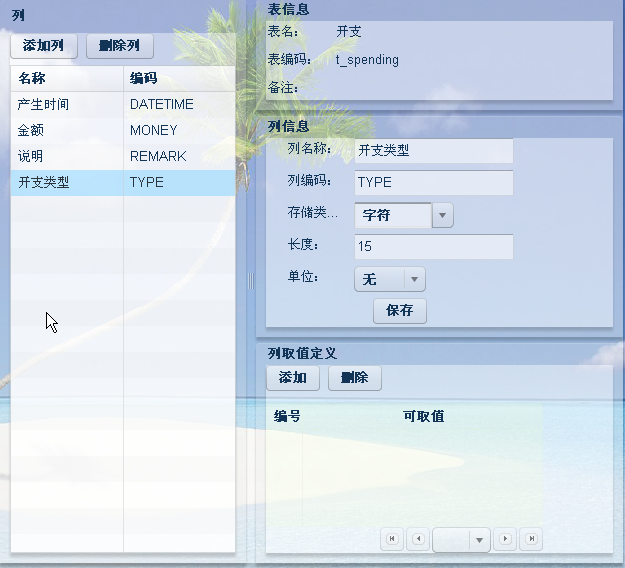 列
添加列 删除列
名称 编码
产生时间 DATETIME
金额 MONEY
说明 REMARK
开支类型 TYPE
表信息
表名: 开支
表编码: t_spending
备注:
列信息
列名称: 开支类型
列编码: TYPE
存储类... 字符
长度: 15
单位: 无
保存
列取值定义
添加 删除
编号 可取值